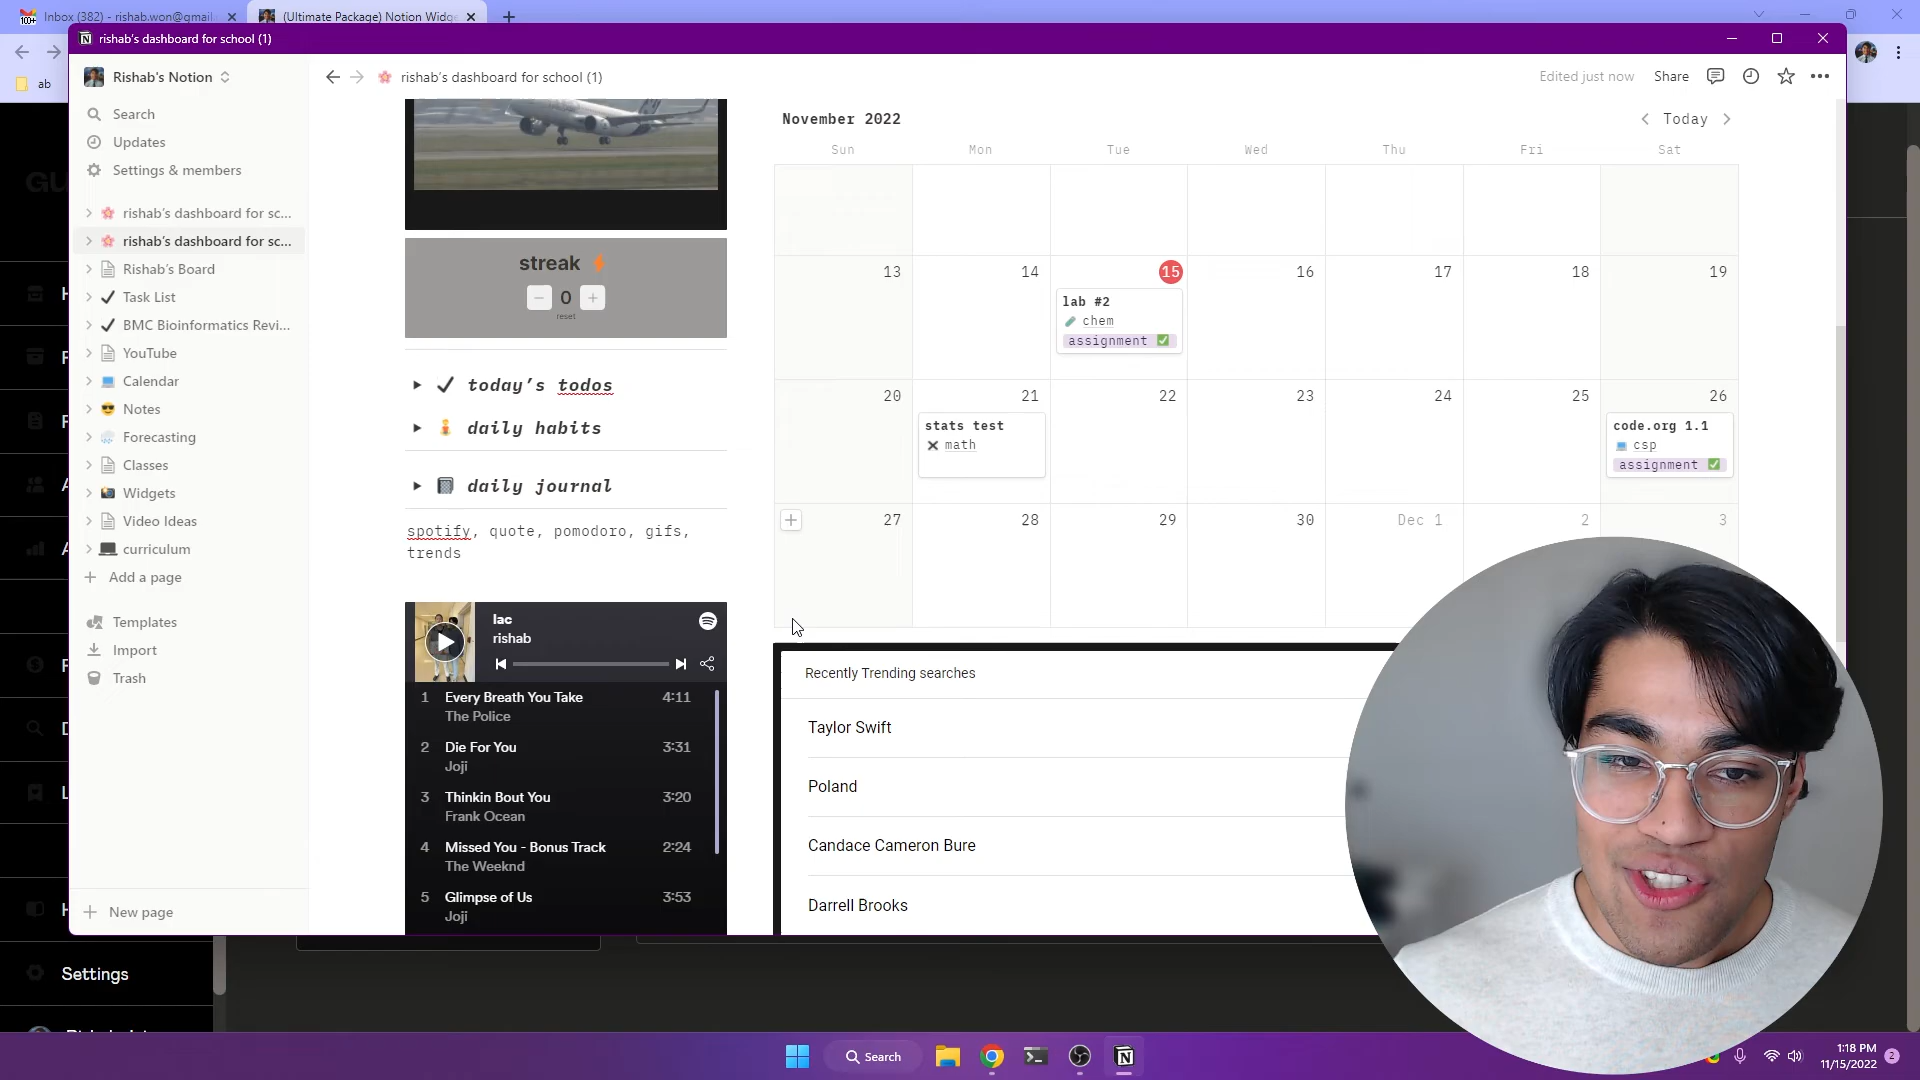 Inbox (382) - rishab.won@gmail
(Ultimate Package) Notion Widge
ab
rishab's dashboard for school (1)
Rishab's Notion
Search
Updates
Settings & members
rishab's dashboard for sc...
rishab's dashboard for sc...
Rishab's Board
Task List
BMC Bioinformatics Revi...
YouTube
Calendar
Notes
Forecasting
Classes
Widgets
Video Ideas
curriculum
Add a page
Templates
Import
Trash
New page
Settings
rishab's dashboard for school (1)
Edited just now
Share
streak
0
reset
today's todos
daily habits
daily journal
spotify, quote, pomodoro, gifs,
trends
lac
rishab
1 Every Breath You Take 4:11
The Police
2 Die For You 3:31
Joji
3 Thinkin Bout You 3:20
Frank Ocean
4 Missed You - Bonus Track 2:24
The Weeknd
5 Glimpse of Us 3:53
Joji
November 2022
Today
Sun Mon Tue Wed Thu Fri Sat
13 14 15 16 17 18 19
lab #2
chem
assignment
20 21 22 23 24 25 26
stats test
math
code.org 1.1
csp
assignment
27 28 29 30 Dec 1 2 3
Recently Trending searches
Taylor Swift
Poland
Candace Cameron Bure
Darrell Brooks
Search
1:18 PM
11/15/2022
2